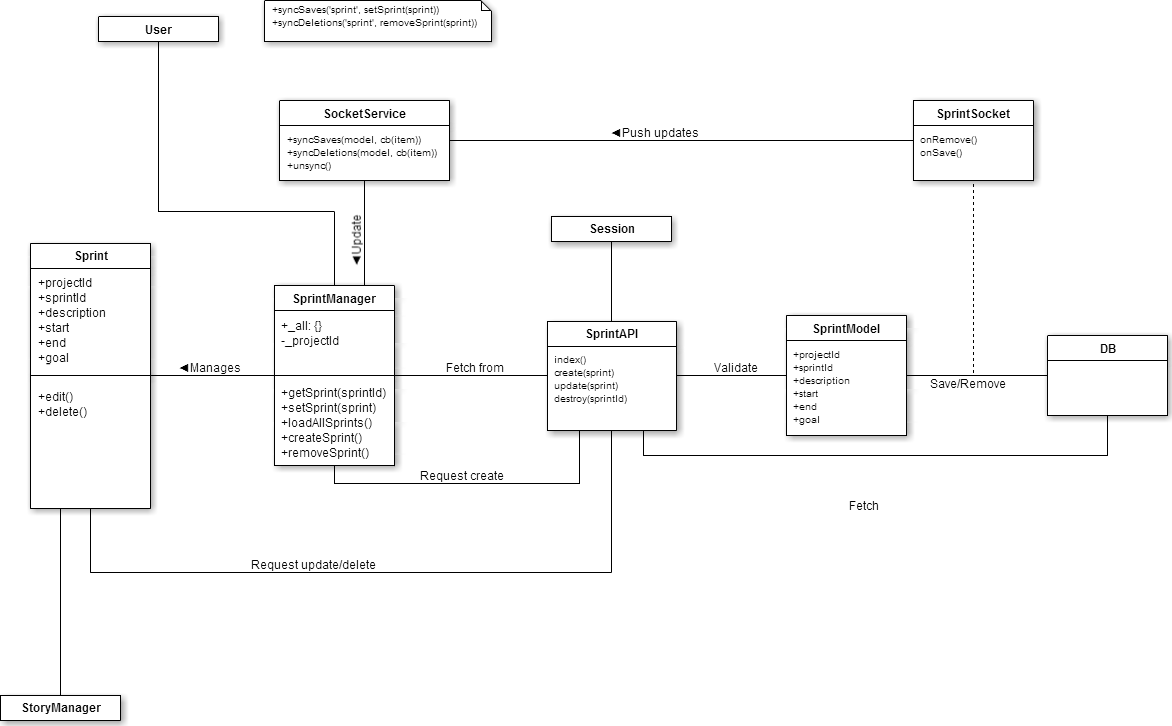 +syncSaves('sprint', setSprint(sprint))
+syncDeletions('sprint', removeSprint(sprint))
User
SocketService
+syncSaves(model, cb(item))
+syncDeletions(model, cb(item))
+unsync()
◄Push updates
SprintSocket
onRemove()
onSave()
◄Update
Session
Sprint
+projectId
+sprintId
+description
+start
+end
+goal
+edit()
+delete()
◄Manages
SprintManager
+_all: {}
-_projectId
+getSprint(sprintId)
+setSprint(sprint)
+loadAllSprints()
+createSprint()
+removeSprint()
Fetch from
SprintAPI
index()
create(sprint)
update(sprint)
destroy(sprintId)
Validate
SprintModel
+projectId
+sprintId
+description
+start
+end
+goal
Save/Remove
DB
Request create
Fetch
Request update/delete
StoryManager